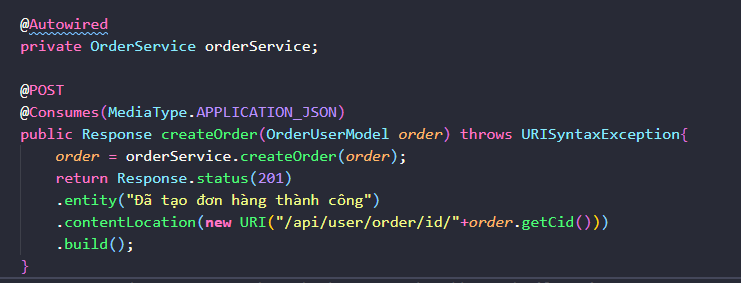 @Autowired
private OrderService orderService;
@POST
@Consumes(MediaType.APPLICATION_JSON)
public Response createOrder(OrderUserModel order) throws URISyntaxException{
order = orderService.createOrder(order);
return Response.status(201)
.entity("Đã tạo đơn hàng thành công")
.contentLocation(new URI("/api/user/order/id/"+order.getCid()))
.build();
}